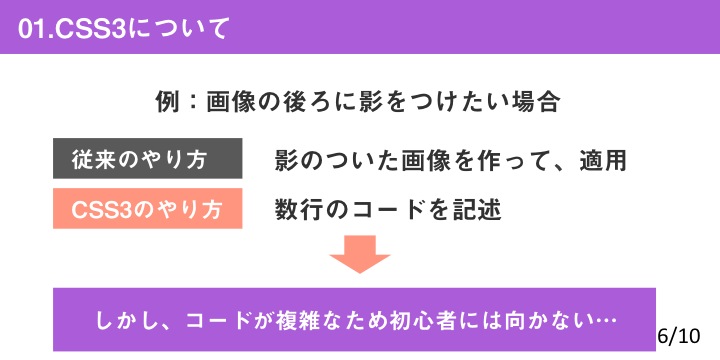 01.CSS3について
例：画像の後ろに影をつけたい場合
従来のやり方 影のついた画像を作って、適用
CSS3のやり方 数行のコードを記述
しかし、コードが複雑なため初心者には向かない…
6/10